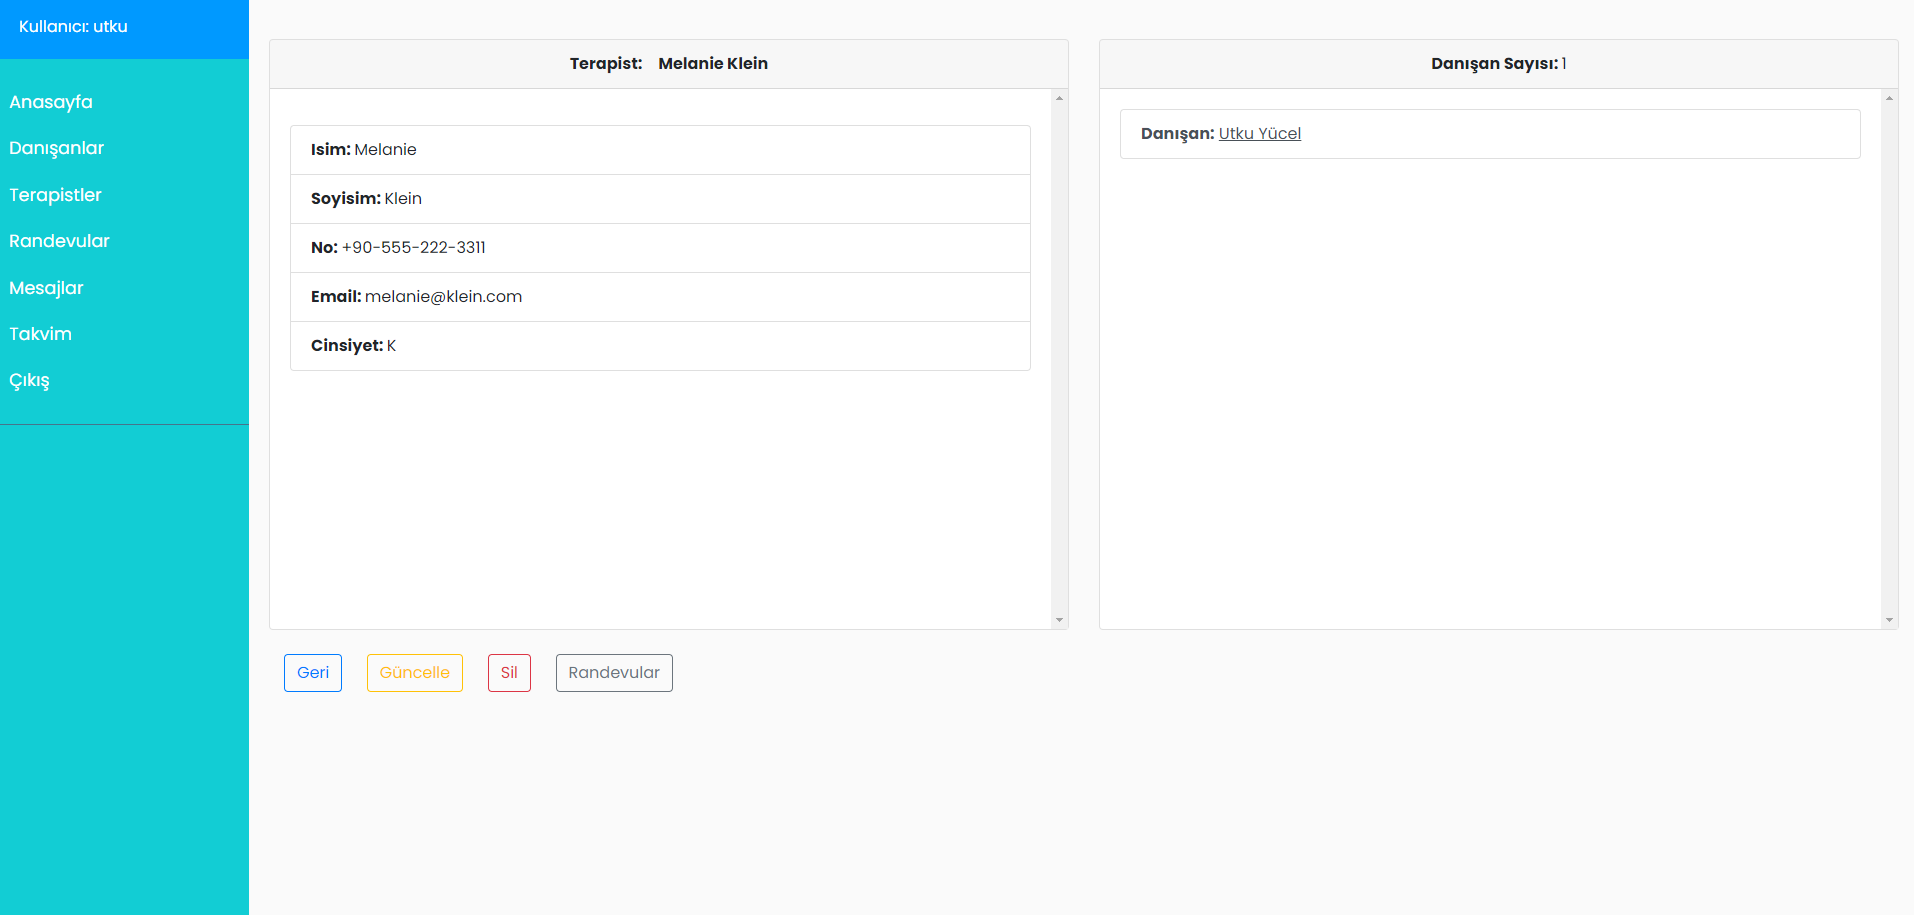 Kullanıcı: utku
Anasayfa
Danışanlar
Terapistler
Randevular
Mesajlar
Takvim
Çıkış
Terapist: Melanie Klein
Isim: Melanie
Soyisim: Klein
No: +90-555-222-3311
Email: melanie@klein.com
Cinsiyet: K
Danışan Sayısı: 1
Danışan: Utku Yücel
Geri
Güncelle
Sil
Randevular